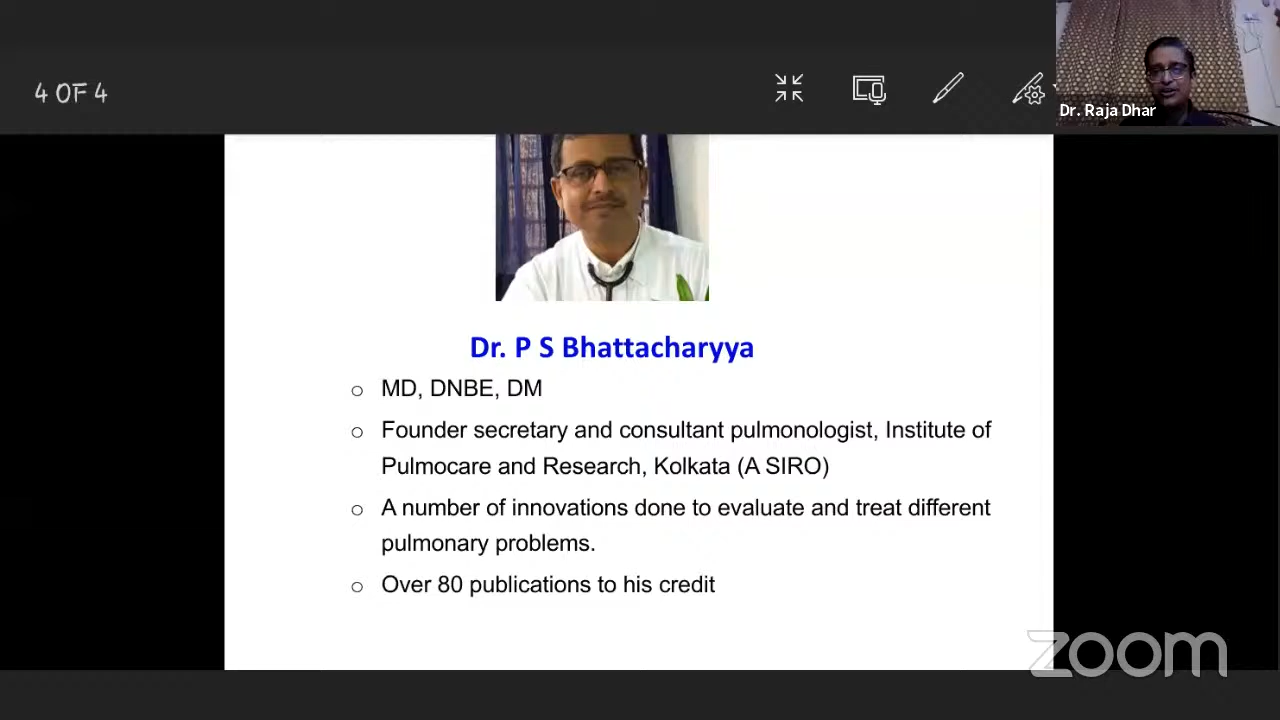 4 OF 4
Dr. Raja Dhar
Dr. P S Bhattacharyya
○ MD, DNBE, DM
○ Founder secretary and consultant pulmonologist, Institute of
Pulmocare and Research, Kolkata (A SIRO)
○ A number of innovations done to evaluate and treat different
pulmonary problems.
○ Over 80 publications to his credit
zoom